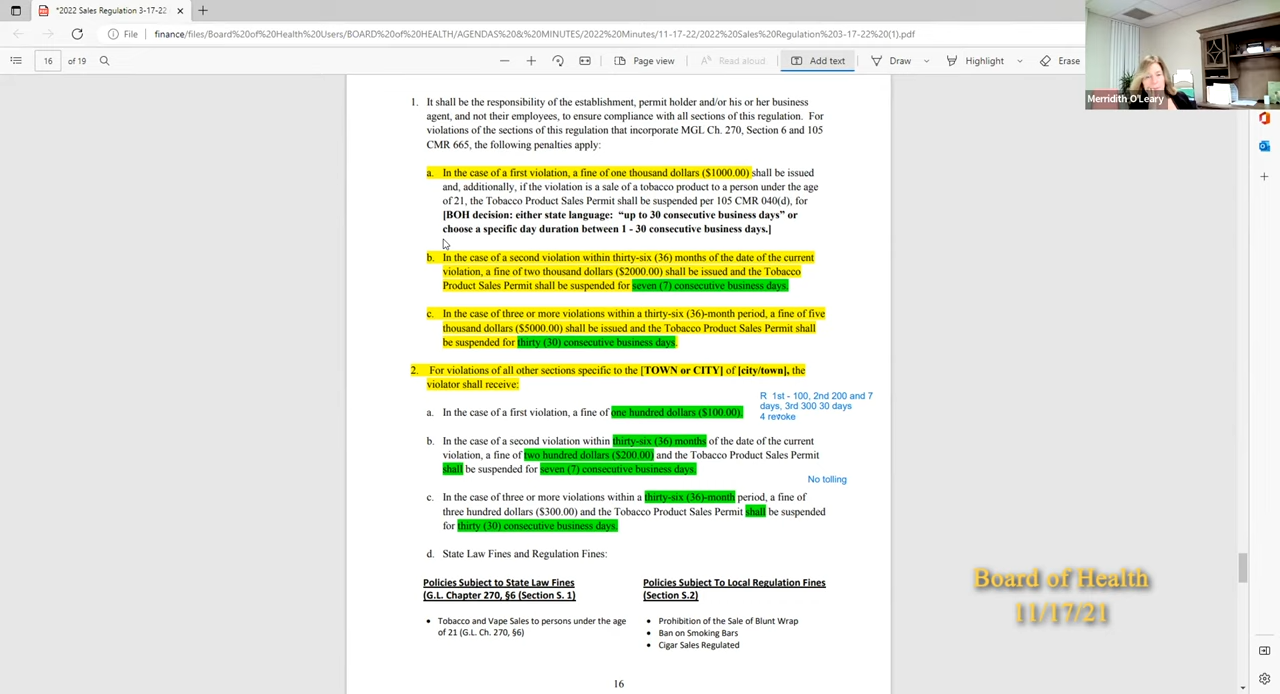 *2022 Sales Regulation 3-17-22
File
finance/files/Board%20of%20Health%20Users/BOARD%20of%20HEALTH/AGENDAS%20&%20MINUTES/2022%20Minutes/11-17-22/2022%20Sales%20Regulation%203-17-22%20(1).pdf
16 of 19
Page view
Read aloud
Add text
Draw
Highlight
Erase
Merridith O'Leary
1. It shall be the responsibility of the establishment, permit holder and/or his or her business
agent, and not their employees, to ensure compliance with all sections of this regulation. For
violations of the sections of this regulation that incorporate MGL Ch. 270, Section 6 and 105
CMR 665, the following penalties apply:
a. In the case of a first violation, a fine of one thousand dollars ($1000.00) shall be issued
and, additionally, if the violation is a sale of a tobacco product to a person under the age
of 21, the Tobacco Product Sales Permit shall be suspended per 105 CMR 040(d), for
[BOH decision: either state language: “up to 30 consecutive business days” or
choose a specific day duration between 1 - 30 consecutive business days.]
b. In the case of a second violation within thirty-six (36) months of the date of the current
violation, a fine of two thousand dollars ($2000.00) shall be issued and the Tobacco
Product Sales Permit shall be suspended for seven (7) consecutive business days.
c. In the case of three or more violations within a thirty-six (36)-month period, a fine of five
thousand dollars ($5000.00) shall be issued and the Tobacco Product Sales Permit shall
be suspended for thirty (30) consecutive business days.
2. For violations of all other sections specific to the [TOWN or CITY] of [city/town], the
violator shall receive:
R 1st - 100, 2nd 200 and 7
days, 3rd 300 30 days
4 revoke
a. In the case of a first violation, a fine of one hundred dollars ($100.00).
b. In the case of a second violation within thirty-six (36) months of the date of the current
violation, a fine of two hundred dollars ($200.00) and the Tobacco Product Sales Permit
shall be suspended for seven (7) consecutive business days.
No tolling
c. In the case of three or more violations within a thirty-six (36)-month period, a fine of
three hundred dollars ($300.00) and the Tobacco Product Sales Permit shall be suspended
for thirty (30) consecutive business days.
d. State Law Fines and Regulation Fines:
Policies Subject to State Law Fines
(G.L. Chapter 270, §6 (Section S. 1)
• Tobacco and Vape Sales to persons under the age
of 21 (G.L. Ch. 270, §6)
Policies Subject To Local Regulation Fines
(Section S.2)
• Prohibition of the Sale of Blunt Wrap
• Ban on Smoking Bars
• Cigar Sales Regulated
16
Board of Health
11/17/21